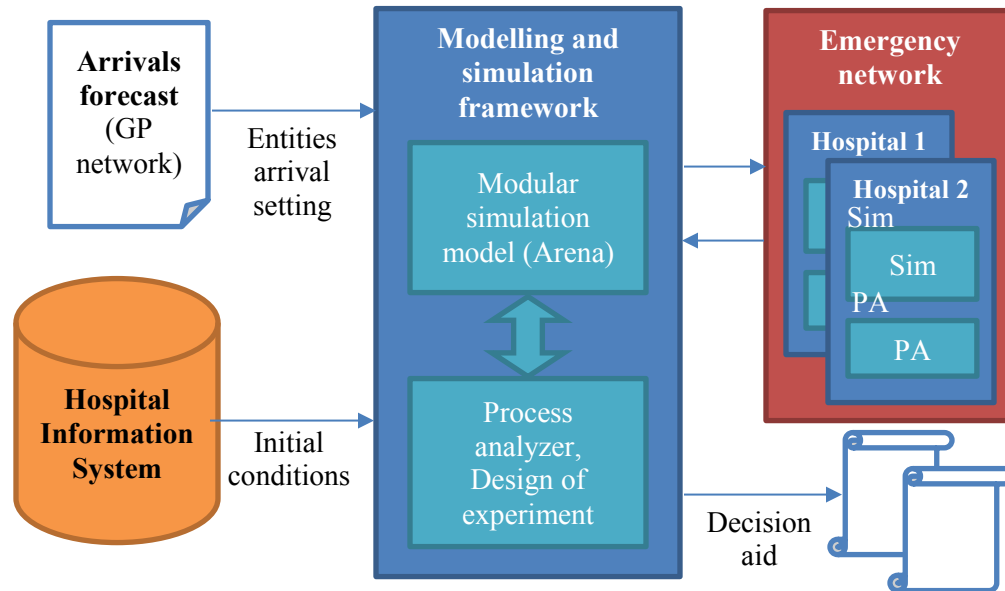 Arrivals
forecast
(GP
network)
Entities
arrival
setting
Hospital
Information
System
Initial
conditions
Modelling and
simulation
framework
Modular
simulation
model (Arena)
Process
analyzer,
Design of
experiment
Emergency
network
Hospital 1
Hospital 2
Sim
Sim
PA
PA
Decision
aid